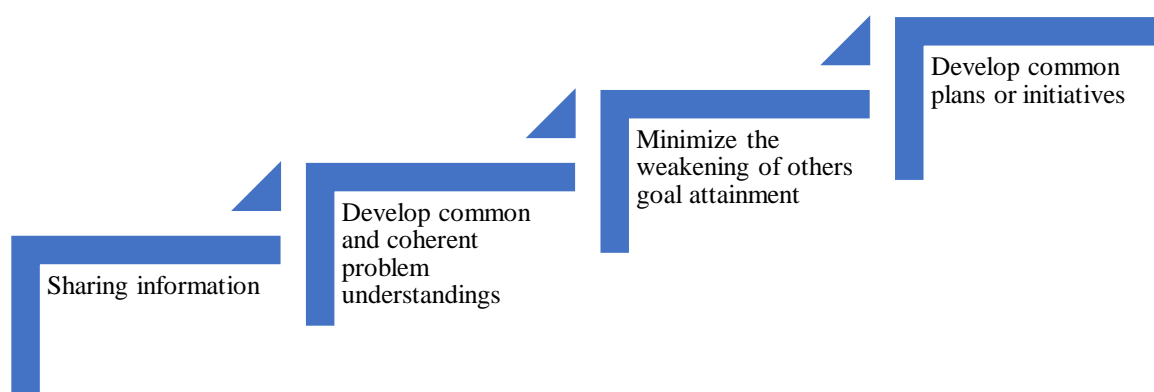 Sharing information
Develop common
and coherent
problem
understandings
Minimize the
weakening of others
goal attainment
Develop common
plans or initiatives